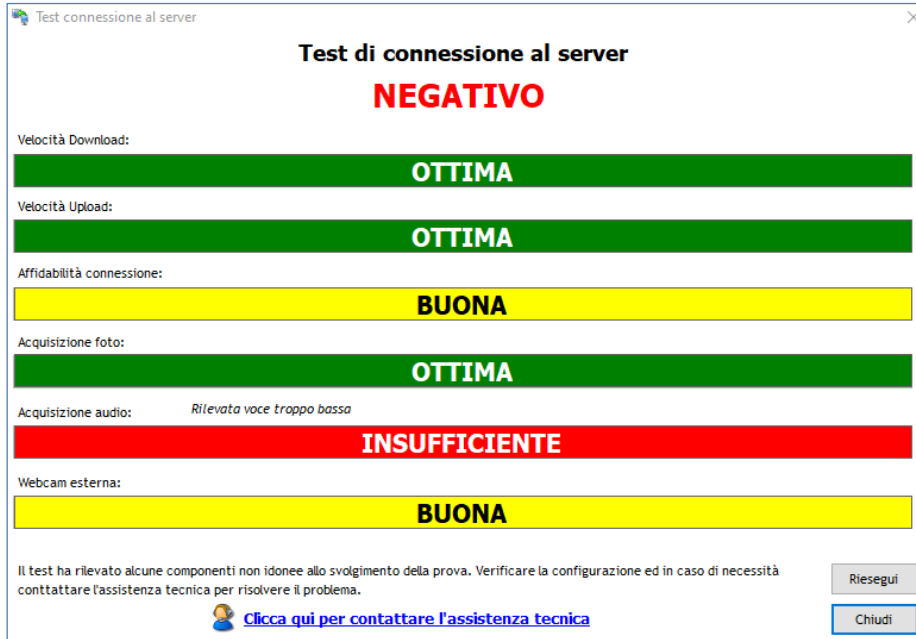 Test connessione al server
Test di connessione al server
NEGATIVO
Velocità Download:
OTTIMA
Velocità Upload:
OTTIMA
Affidabilità connessione:
BUONA
Acquisizione foto:
OTTIMA
Acquisizione audio: Rilevata voce troppo bassa
INSUFFICIENTE
Webcam esterna:
BUONA
Il test ha rilevato alcune componenti non idonee allo svolgimento della prova. Verificare la configurazione ed in caso di necessità
conttattare l'assistenza tecnica per risolvere il problema.
Riesegui
Clicca qui per contattare l'assistenza tecnica
Chiudi